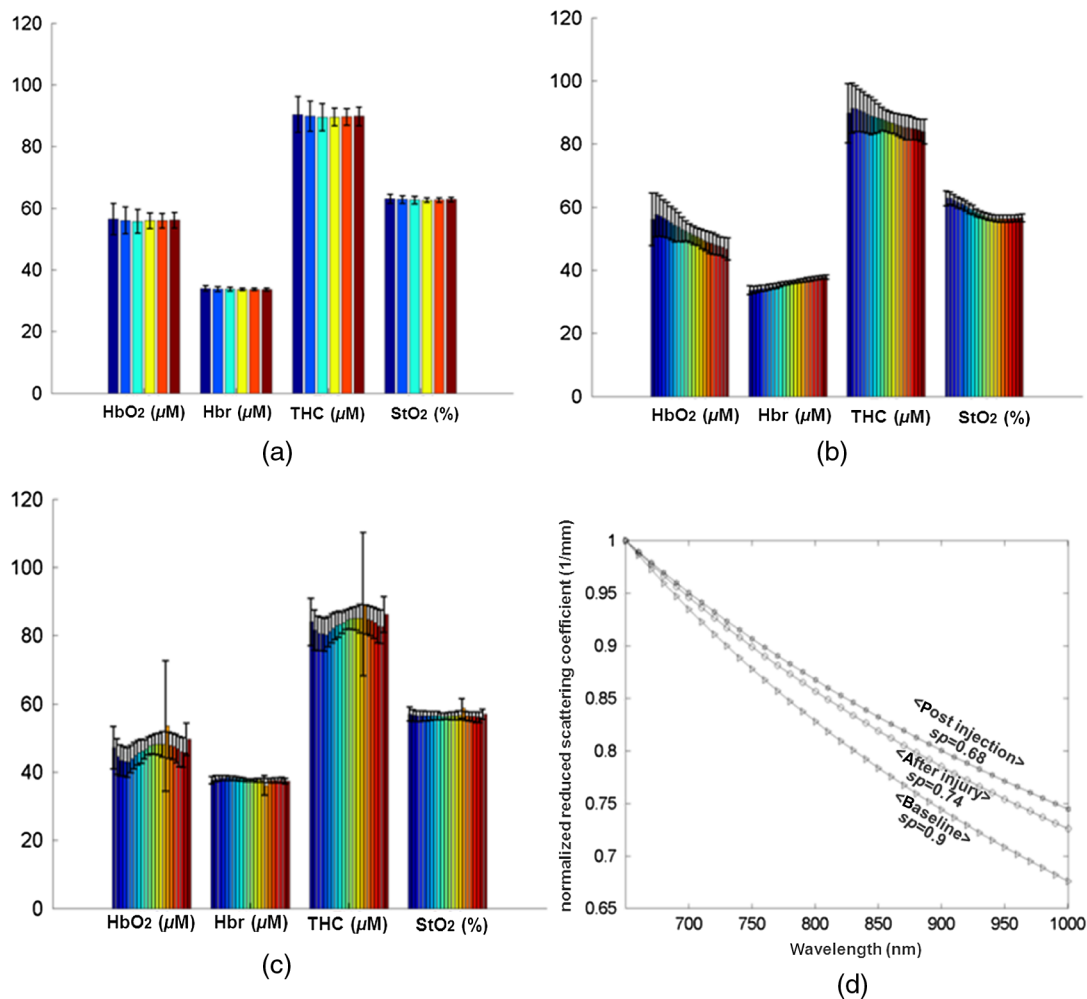 120
100
80
60
40
20
0
HbO2 (µM) Hbr (µM) THC (µM) StO2 (%)
(a)
120
100
80
60
40
20
0
HbO2 (µM) Hbr (µM) THC (µM) StO2 (%)
(b)
120
100
80
60
40
20
0
HbO2 (µM) Hbr (µM) THC (µM) StO2 (%)
(c)
normalized reduced scattering coefficient (1/mm)
1
0.95
0.9
0.85
0.8
0.75
0.7
0.65
<Post injection>
sp=0.68
<After injury>
sp=0.74
<Baseline>
sp=0.9
700 750 800 850 900 950 1000
Wavelength (nm)
(d)